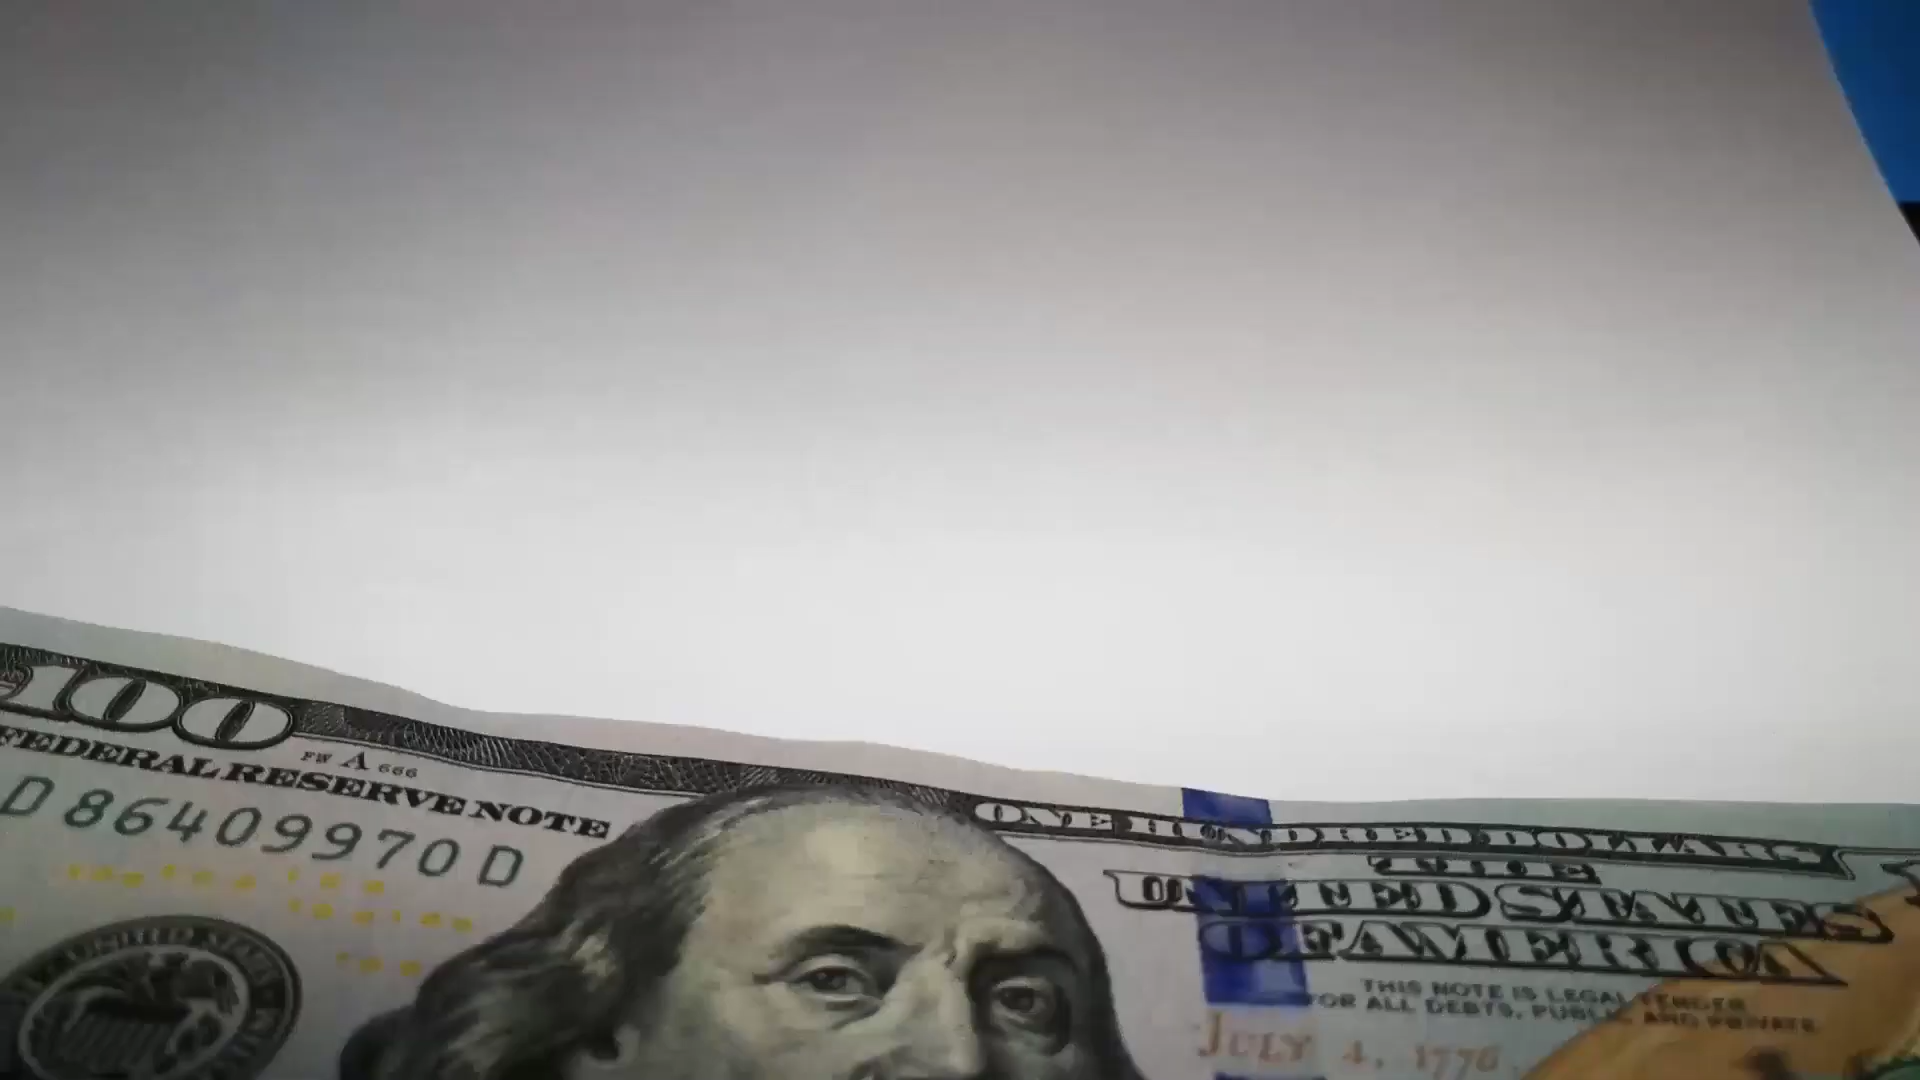 100
FW A 666
FEDERAL RESERVE NOTE
D 86409970 D
ONE HUNDRED DOLLARS
THE
UNITED STATES
OF AMERICA
THIS NOTE IS LEGAL TENDER
FOR ALL DEBTS, PUBLIC AND PRIVATE
JULY 4, 1776